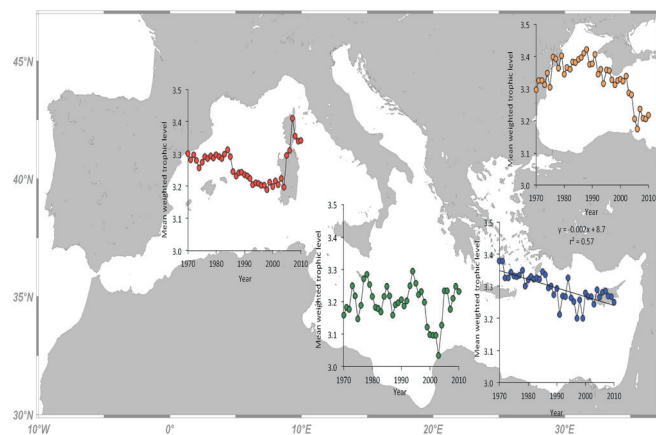 45°N
40°N
35°N
30°N
10°W
0°
10°E
20°E
30°E
Mean weighted trophic level
3.5
3.4
3.3
3.2
3.1
3.0
1970
1980
1990
2000
2010
Year
Mean weighted trophic level
3.5
3.4
3.3
3.2
3.1
3.0
1970
1980
1990
2000
2010
Year
Mean weighted trophic level
3.5
3.4
3.3
3.2
3.1
3.0
1970
1980
1990
2000
2010
Year
y = -0.002x + 8.7
r² = 0.57
Mean weighted trophic level
3.5
3.4
3.3
3.2
3.1
3.0
1970
1980
1990
2000
2010
Year